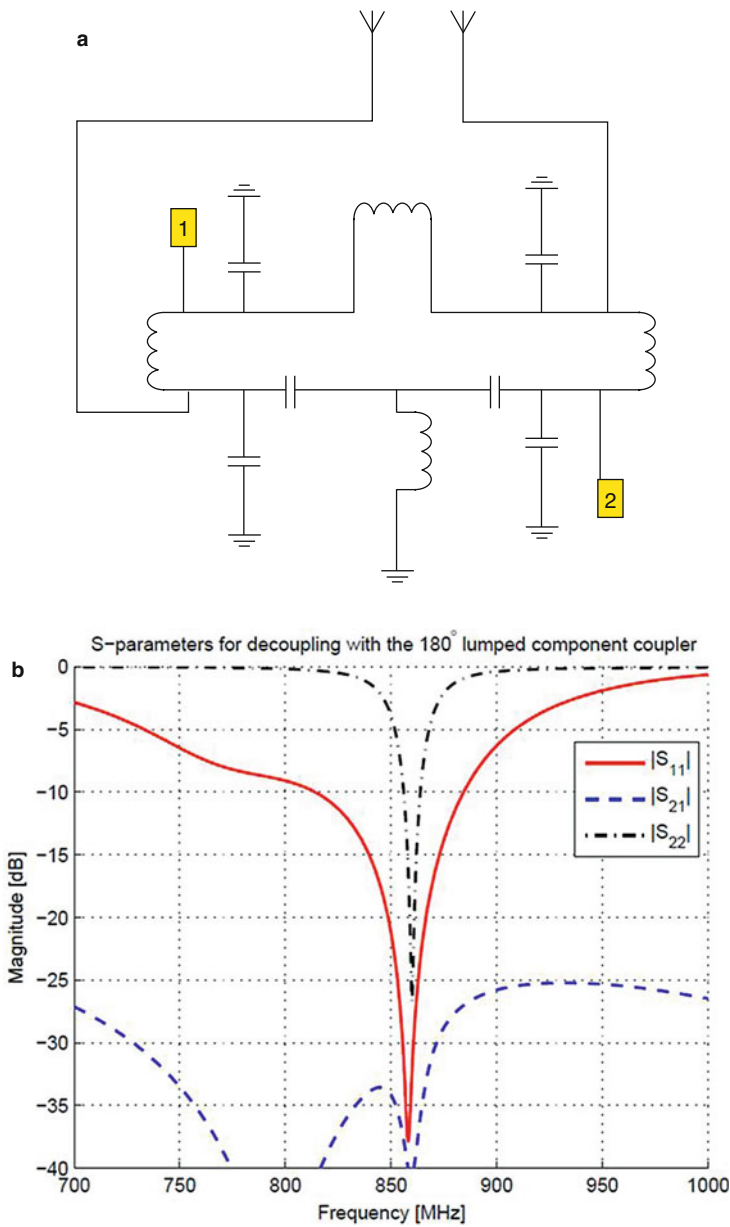 a
1
2
b
S−parameters for decoupling with the 180° lumped component coupler
0
−5
−10
−15
−20
−25
−30
−35
−40
Magnitude [dB]
|S11|
|S21|
|S22|
700
750
800
850
900
950
1000
Frequency [MHz]